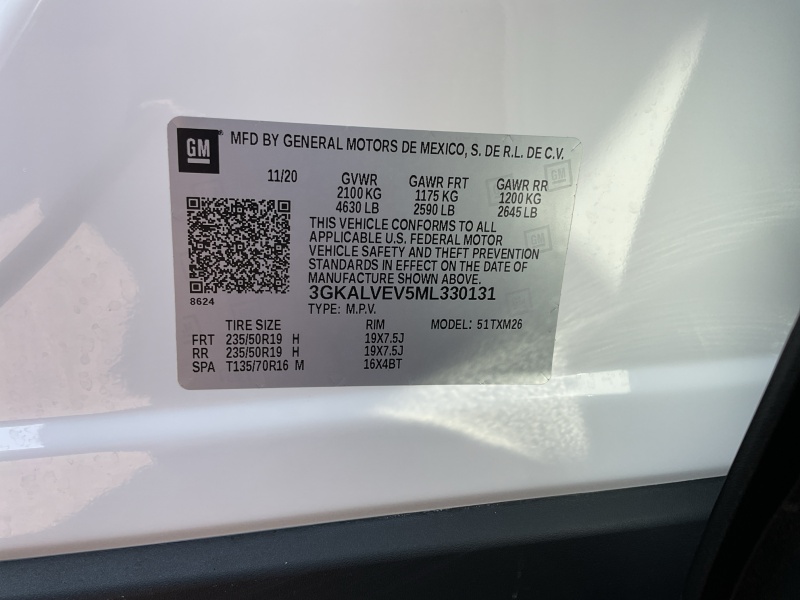 GM MFD BY GENERAL MOTORS DE MEXICO, S. DE R.L. DE C.V.
11/20 GVWR GAWR FRT GAWR RR
2100 KG 1175 KG 1200 KG
4630 LB 2590 LB 2645 LB
THIS VEHICLE CONFORMS TO ALL
APPLICABLE U.S. FEDERAL MOTOR
VEHICLE SAFETY AND THEFT PREVENTION
STANDARDS IN EFFECT ON THE DATE OF
MANUFACTURE SHOWN ABOVE.
8624 3GKALVEV5ML330131
TYPE: M.P.V.
TIRE SIZE RIM MODEL: 51TXM26
FRT 235/50R19 H 19X7.5J
RR 235/50R19 H 19X7.5J
SPA T135/70R16 M 16X4BT